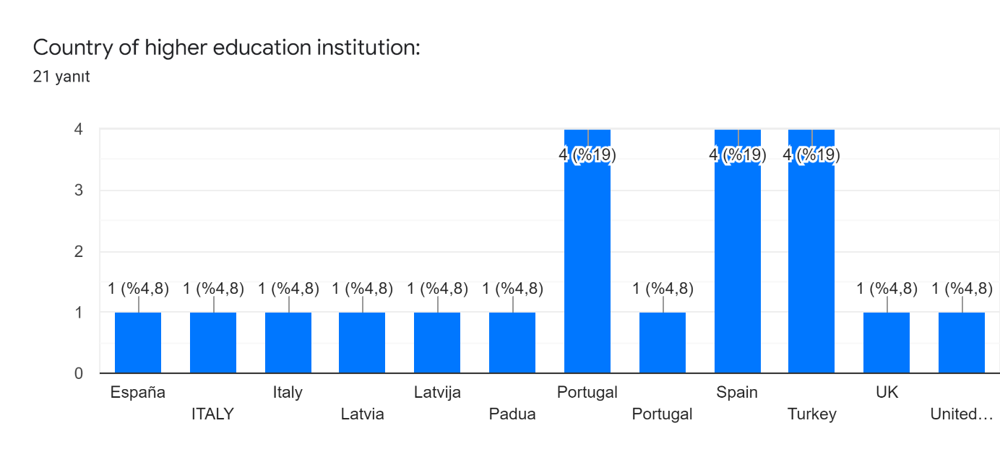 Country of higher education institution:
21 yanıt
4
3
2
1
0
1 (%4,8) 1 (%4,8) 1 (%4,8) 1 (%4,8) 1 (%4,8) 1 (%4,8) 4 (%19) 1 (%4,8) 4 (%19) 4 (%19) 1 (%4,8) 1 (%4,8)
España Italy Latvija Portugal Spain UK
ITALY Latvia Padua Portugal Turkey United…